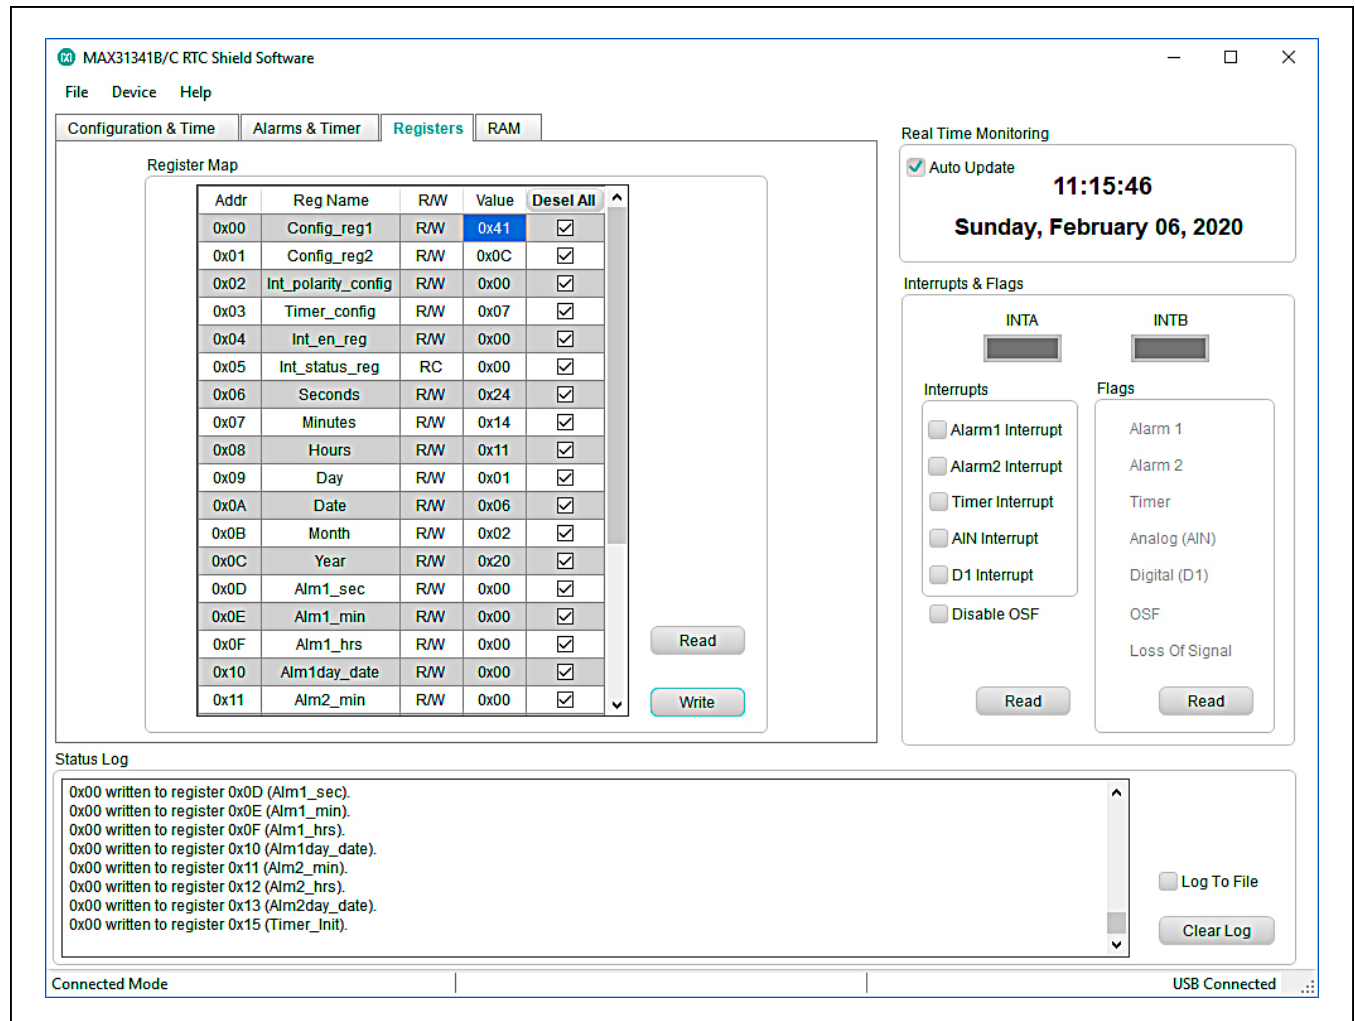 MAX31341B/C RTC Shield Software
File Device Help
Configuration & Time Alarms & Timer Registers RAM
Register Map
Addr Reg Name R/W Value Desel All
0x00 Config_reg1 R/W 0x41
0x01 Config_reg2 R/W 0x0C
0x02 Int_polarity_config R/W 0x00
0x03 Timer_config R/W 0x07
0x04 Int_en_reg R/W 0x00
0x05 Int_status_reg RC 0x00
0x06 Seconds R/W 0x24
0x07 Minutes R/W 0x14
0x08 Hours R/W 0x11
0x09 Day R/W 0x01
0x0A Date R/W 0x06
0x0B Month R/W 0x02
0x0C Year R/W 0x20
0x0D Alm1_sec R/W 0x00
0x0E Alm1_min R/W 0x00
0x0F Alm1_hrs R/W 0x00
0x10 Alm1day_date R/W 0x00
0x11 Alm2_min R/W 0x00
Read
Write
Real Time Monitoring
Auto Update
11:15:46
Sunday, February 06, 2020
Interrupts & Flags
INTA INTB
Interrupts
Alarm1 Interrupt
Alarm2 Interrupt
Timer Interrupt
AIN Interrupt
D1 Interrupt
Disable OSF
Read
Flags
Alarm 1
Alarm 2
Timer
Analog (AIN)
Digital (D1)
OSF
Loss Of Signal
Read
Status Log
0x00 written to register 0x0D (Alm1_sec).
0x00 written to register 0x0E (Alm1_min).
0x00 written to register 0x0F (Alm1_hrs).
0x00 written to register 0x10 (Alm1day_date).
0x00 written to register 0x11 (Alm2_min).
0x00 written to register 0x12 (Alm2_hrs).
0x00 written to register 0x13 (Alm2day_date).
0x00 written to register 0x15 (Timer_Init).
Log To File
Clear Log
Connected Mode USB Connected